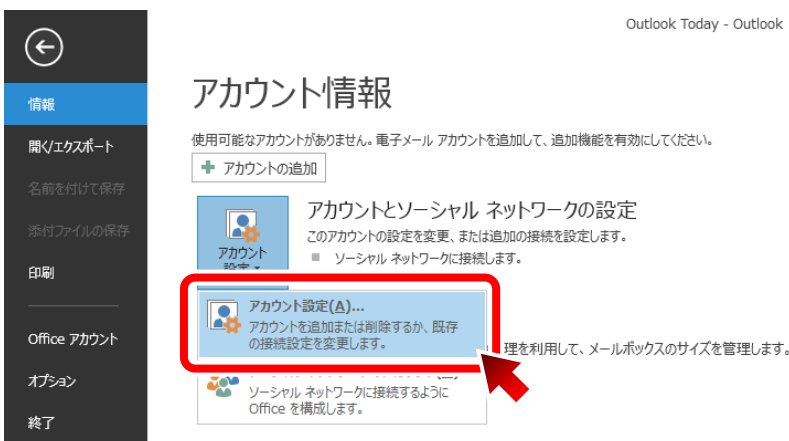 Outlook Today - Outlook
情報
開く/エクスポート
名前を付けて保存
添付ファイルの保存
印刷
Office アカウント
オプション
終了
アカウント情報
使用可能なアカウントがありません。電子メール アカウントを追加して、追加機能を有効にしてください。
アカウントの追加
アカウント
設定
アカウントとソーシャル ネットワークの設定
このアカウントの設定を変更、または追加の接続を設定します。
ソーシャル ネットワークに接続します。
アカウント設定(A)...
アカウントを追加または削除するか、既存
の接続設定を変更します。
理を利用して、メールボックスのサイズを管理します。
ソーシャル ネットワークに接続するように
Office を構成します。